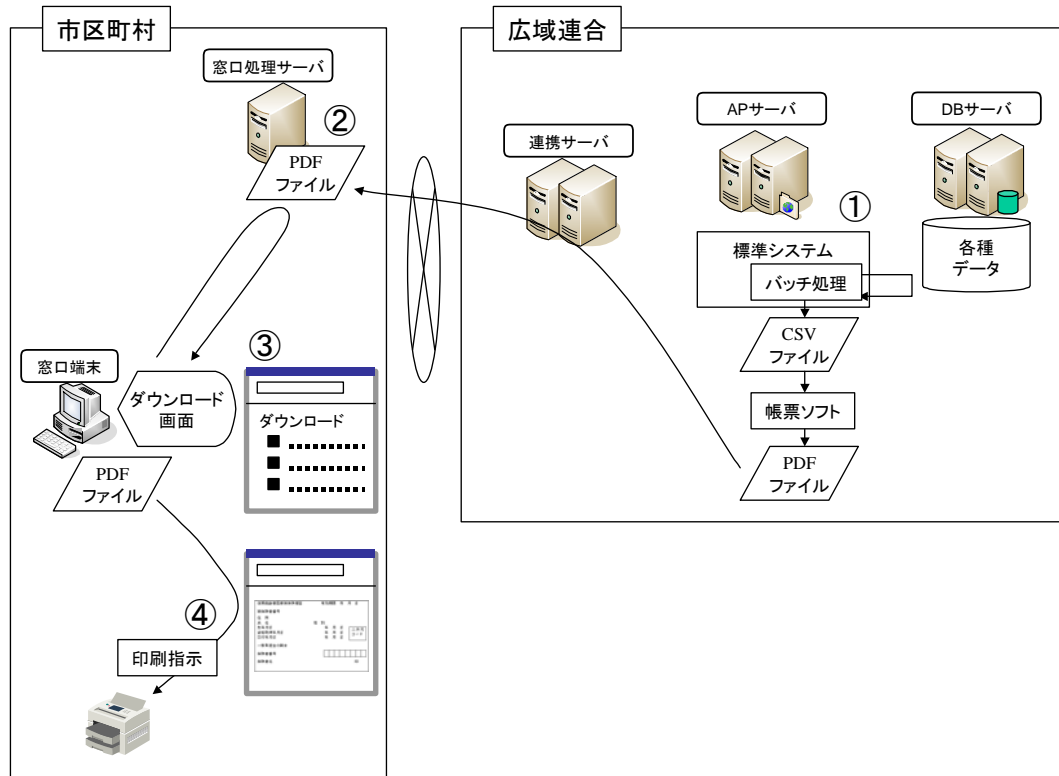 市区町村
窓口処理サーバ
②
PDF
ファイル
窓口端末
ダウンロード
画面
PDF
ファイル
③
ダウンロード
④
印刷指示
広域連合
連携サーバ
APサーバ
DBサーバ
①
標準システム
バッチ処理
各種
データ
CSV
ファイル
帳票ソフト
PDF
ファイル